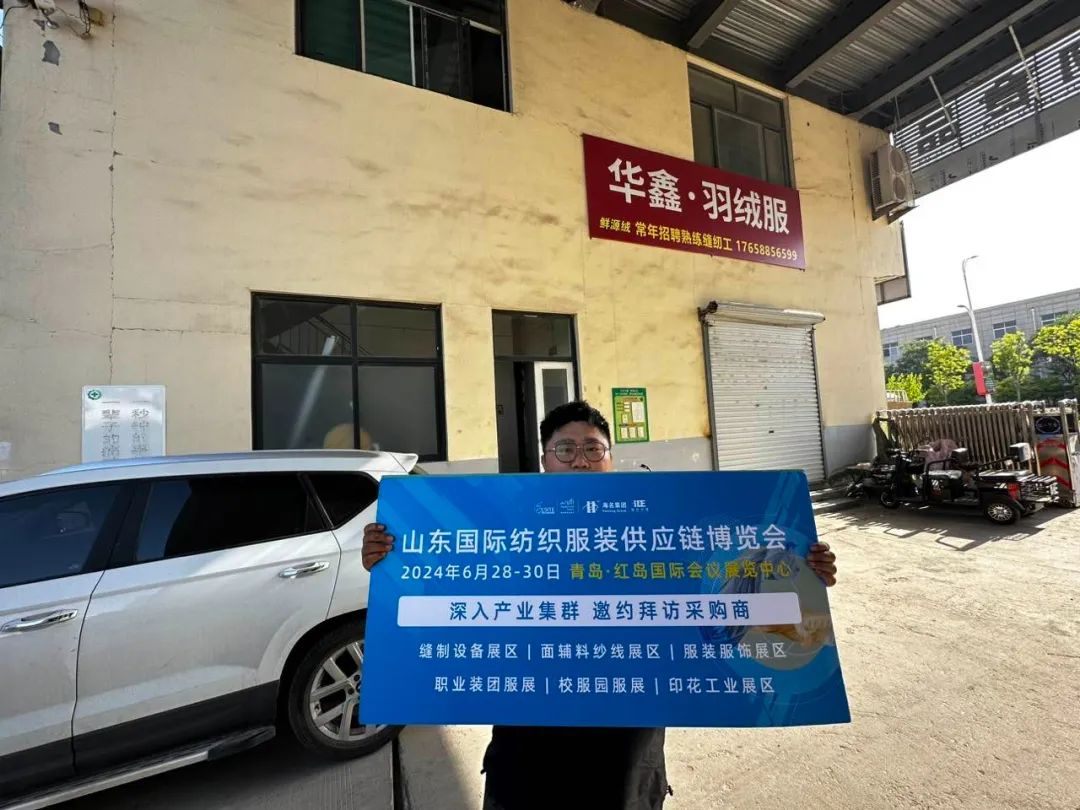 华鑫·羽绒服
鲜源绒 常年招聘熟练缝纫工 17658856599
海名集团
山东国际纺织服装供应链博览会
2024年6月28-30日 青岛·红岛国际会议展览中心
深入产业集群 邀约拜访采购商
缝制设备展区 | 面辅料纱线展区 | 服装服饰展区
职业装团服展 | 校服园服展 | 印花工业展区